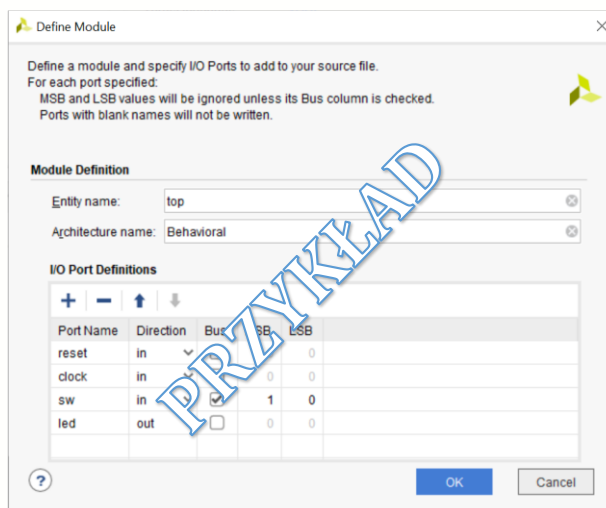 Define Module
Define a module and specify I/O Ports to add to your source file.
For each port specified:
MSB and LSB values will be ignored unless its Bus column is checked.
Ports with blank names will not be written.
Module Definition
Entity name: top
Architecture name: Behavioral
I/O Port Definitions
Port Name Direction Bus MSB LSB
reset in 0
clock in 0 0
sw in 1 0
led out 0 0
PRZYKŁAD
? OK Cancel